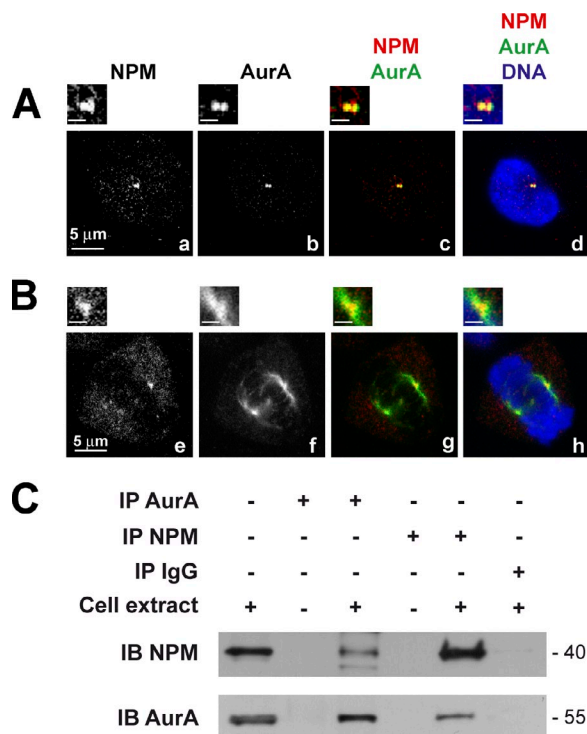 NPM
AurA
NPM
AurA
NPM
AurA
DNA
A
5 μm
a
b
c
d
B
5 μm
e
f
g
h
C
IP AurA - + + - - -
IP NPM - - - + + -
IP IgG - - - - - +
Cell extract + - + - + +
IB NPM - 40
IB AurA - 55